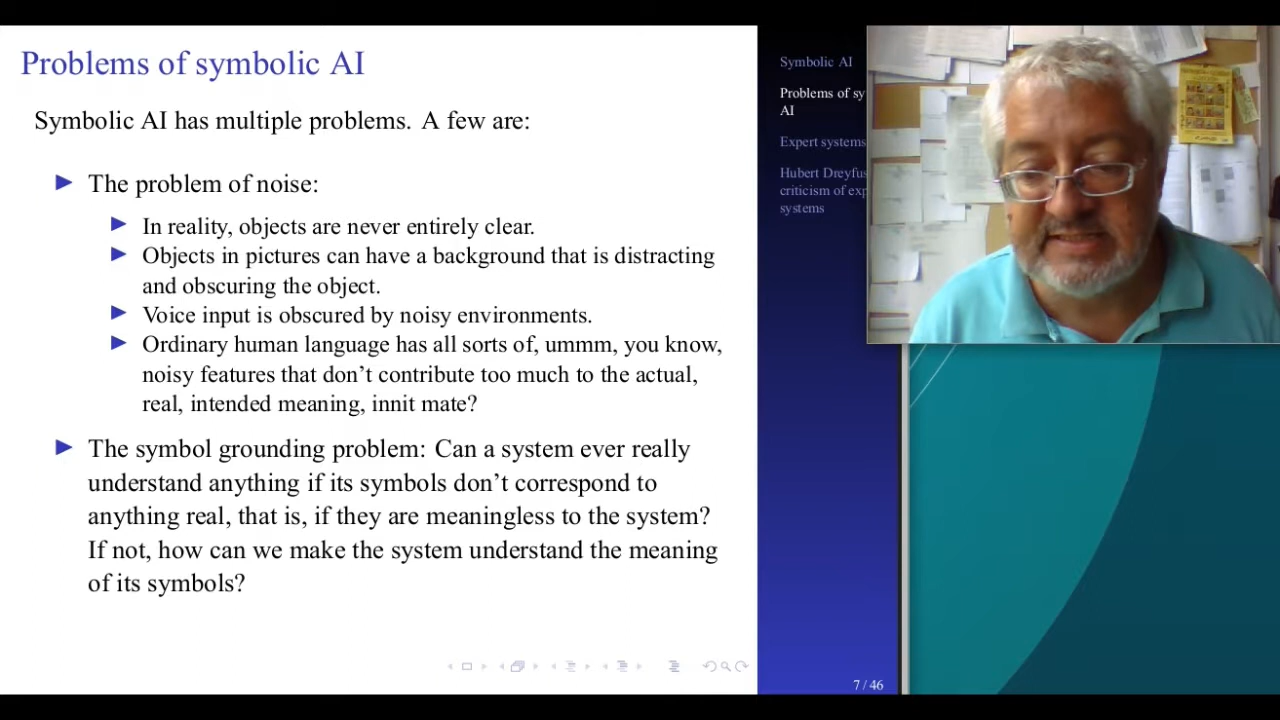 Problems of symbolic AI
Symbolic AI has multiple problems. A few are:
The problem of noise:
In reality, objects are never entirely clear.
Objects in pictures can have a background that is distracting
and obscuring the object.
Voice input is obscured by noisy environments.
Ordinary human language has all sorts of, ummm, you know,
noisy features that don't contribute too much to the actual,
real, intended meaning, innit mate?
The symbol grounding problem: Can a system ever really
understand anything if its symbols don't correspond to
anything real, that is, if they are meaningless to the system?
If not, how can we make the system understand the meaning
of its symbols?
Symbolic AI
Problems of sy
AI
Expert systems
Hubert Dreyfus
criticism of exp
systems
7 / 46